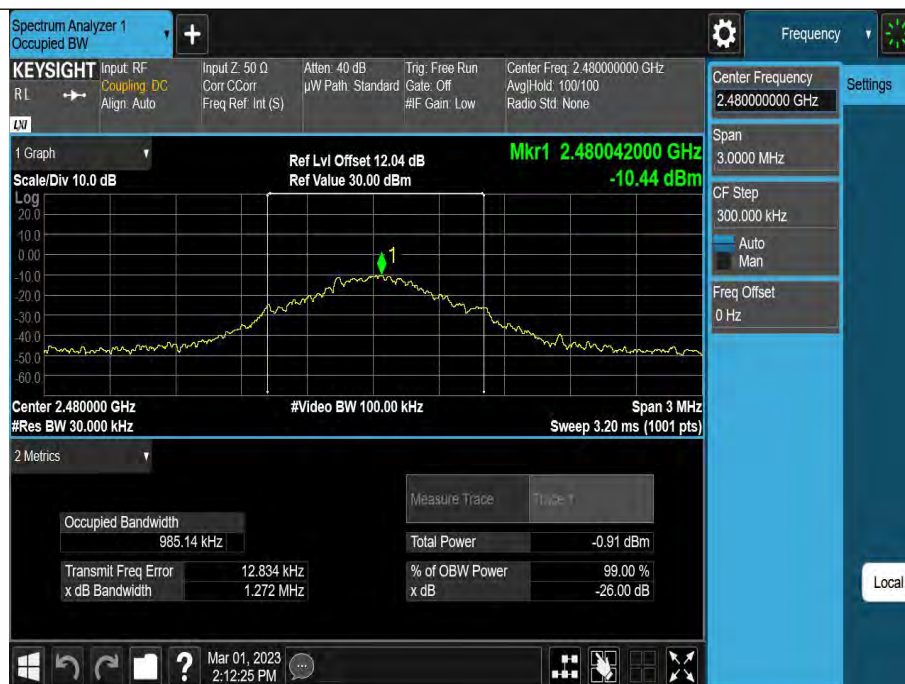 Spectrum Analyzer 1
Occupied BW
+
Frequency
KEYSIGHT
R L
LXI
Input: RF
Coupling: DC
Align: Auto
Input Z: 50 Ω
Corr CCorr
Freq Ref: Int (S)
Atten: 40 dB
µW Path: Standard
Trig: Free Run
Gate: Off
#IF Gain: Low
Center Freq: 2.480000000 GHz
Avg|Hold: 100/100
Radio Std: None
Center Frequency
2.480000000 GHz
Settings
Span
3.0000 MHz
CF Step
300.000 kHz
Auto
Man
Freq Offset
0 Hz
Local
1 Graph
Scale/Div 10.0 dB
Ref Lvl Offset 12.04 dB
Ref Value 30.00 dBm
Mkr1 2.480042000 GHz
-10.44 dBm
Log
20.0
10.0
0.00
-10.0
-20.0
-30.0
-40.0
-50.0
-60.0
1
Center 2.480000 GHz
#Res BW 30.000 kHz
#Video BW 100.00 kHz
Span 3 MHz
Sweep 3.20 ms (1001 pts)
2 Metrics
Measure Trace
Trace 1
Occupied Bandwidth
985.14 kHz
Total Power -0.91 dBm
Transmit Freq Error 12.834 kHz
% of OBW Power 99.00 %
x dB Bandwidth 1.272 MHz
x dB -26.00 dB
?
Mar 01, 2023
2:12:25 PM